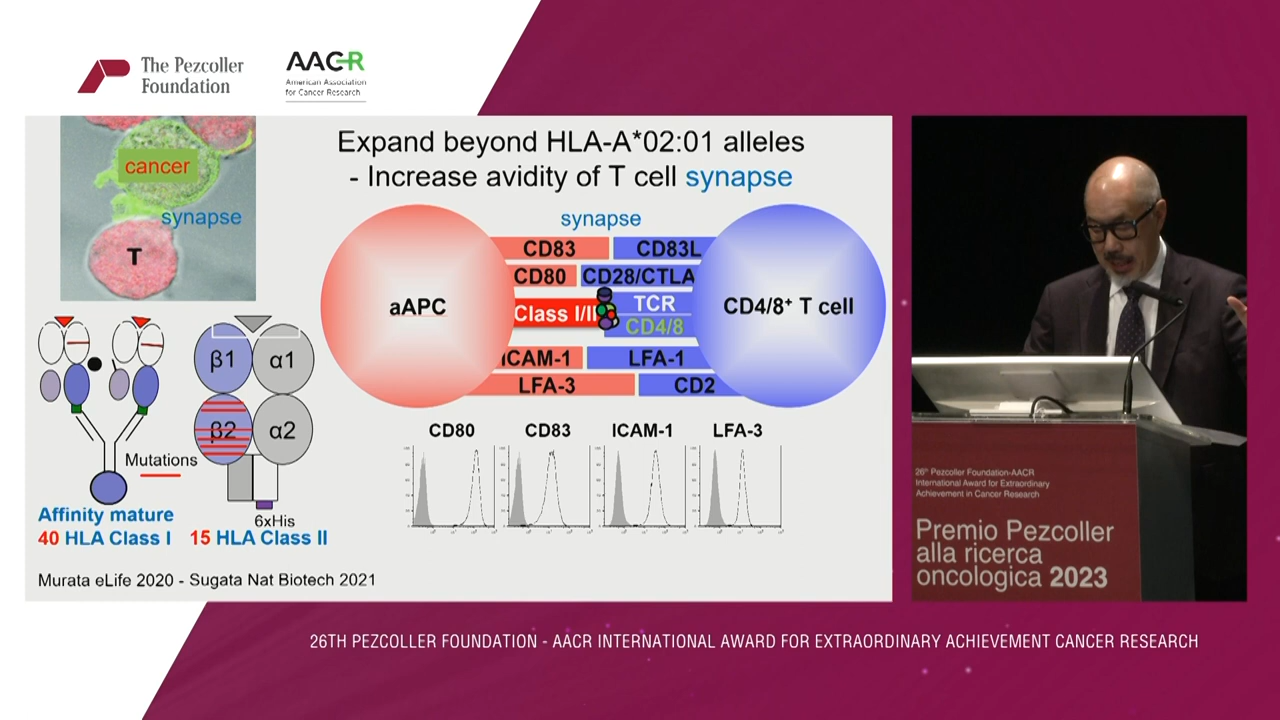 The Pezcoller
Foundation
AACR
American Association
for Cancer Research
cancer
synapse
T
Expand beyond HLA-A*02:01 alleles
- Increase avidity of T cell synapse
synapse
CD83
CD83L
CD80
CD28/CTLA
aAPC
Class I/II
TCR
CD4/8
CD4/8⁺ T cell
ICAM-1
LFA-1
LFA-3
CD2
β1
α1
β2
α2
Mutations
6xHis
Affinity mature
40 HLA Class I
15 HLA Class II
CD80
CD83
ICAM-1
LFA-3
Murata eLife 2020 - Sugata Nat Biotech 2021
26th Pezcoller Foundation-AACR
International Award for Extraordinary
Achievement in Cancer Research
Premio Pezcoller
alla ricerca
oncologica 2023
26TH PEZCOLLER FOUNDATION - AACR INTERNATIONAL AWARD FOR EXTRAORDINARY ACHIEVEMENT CANCER RESEARCH